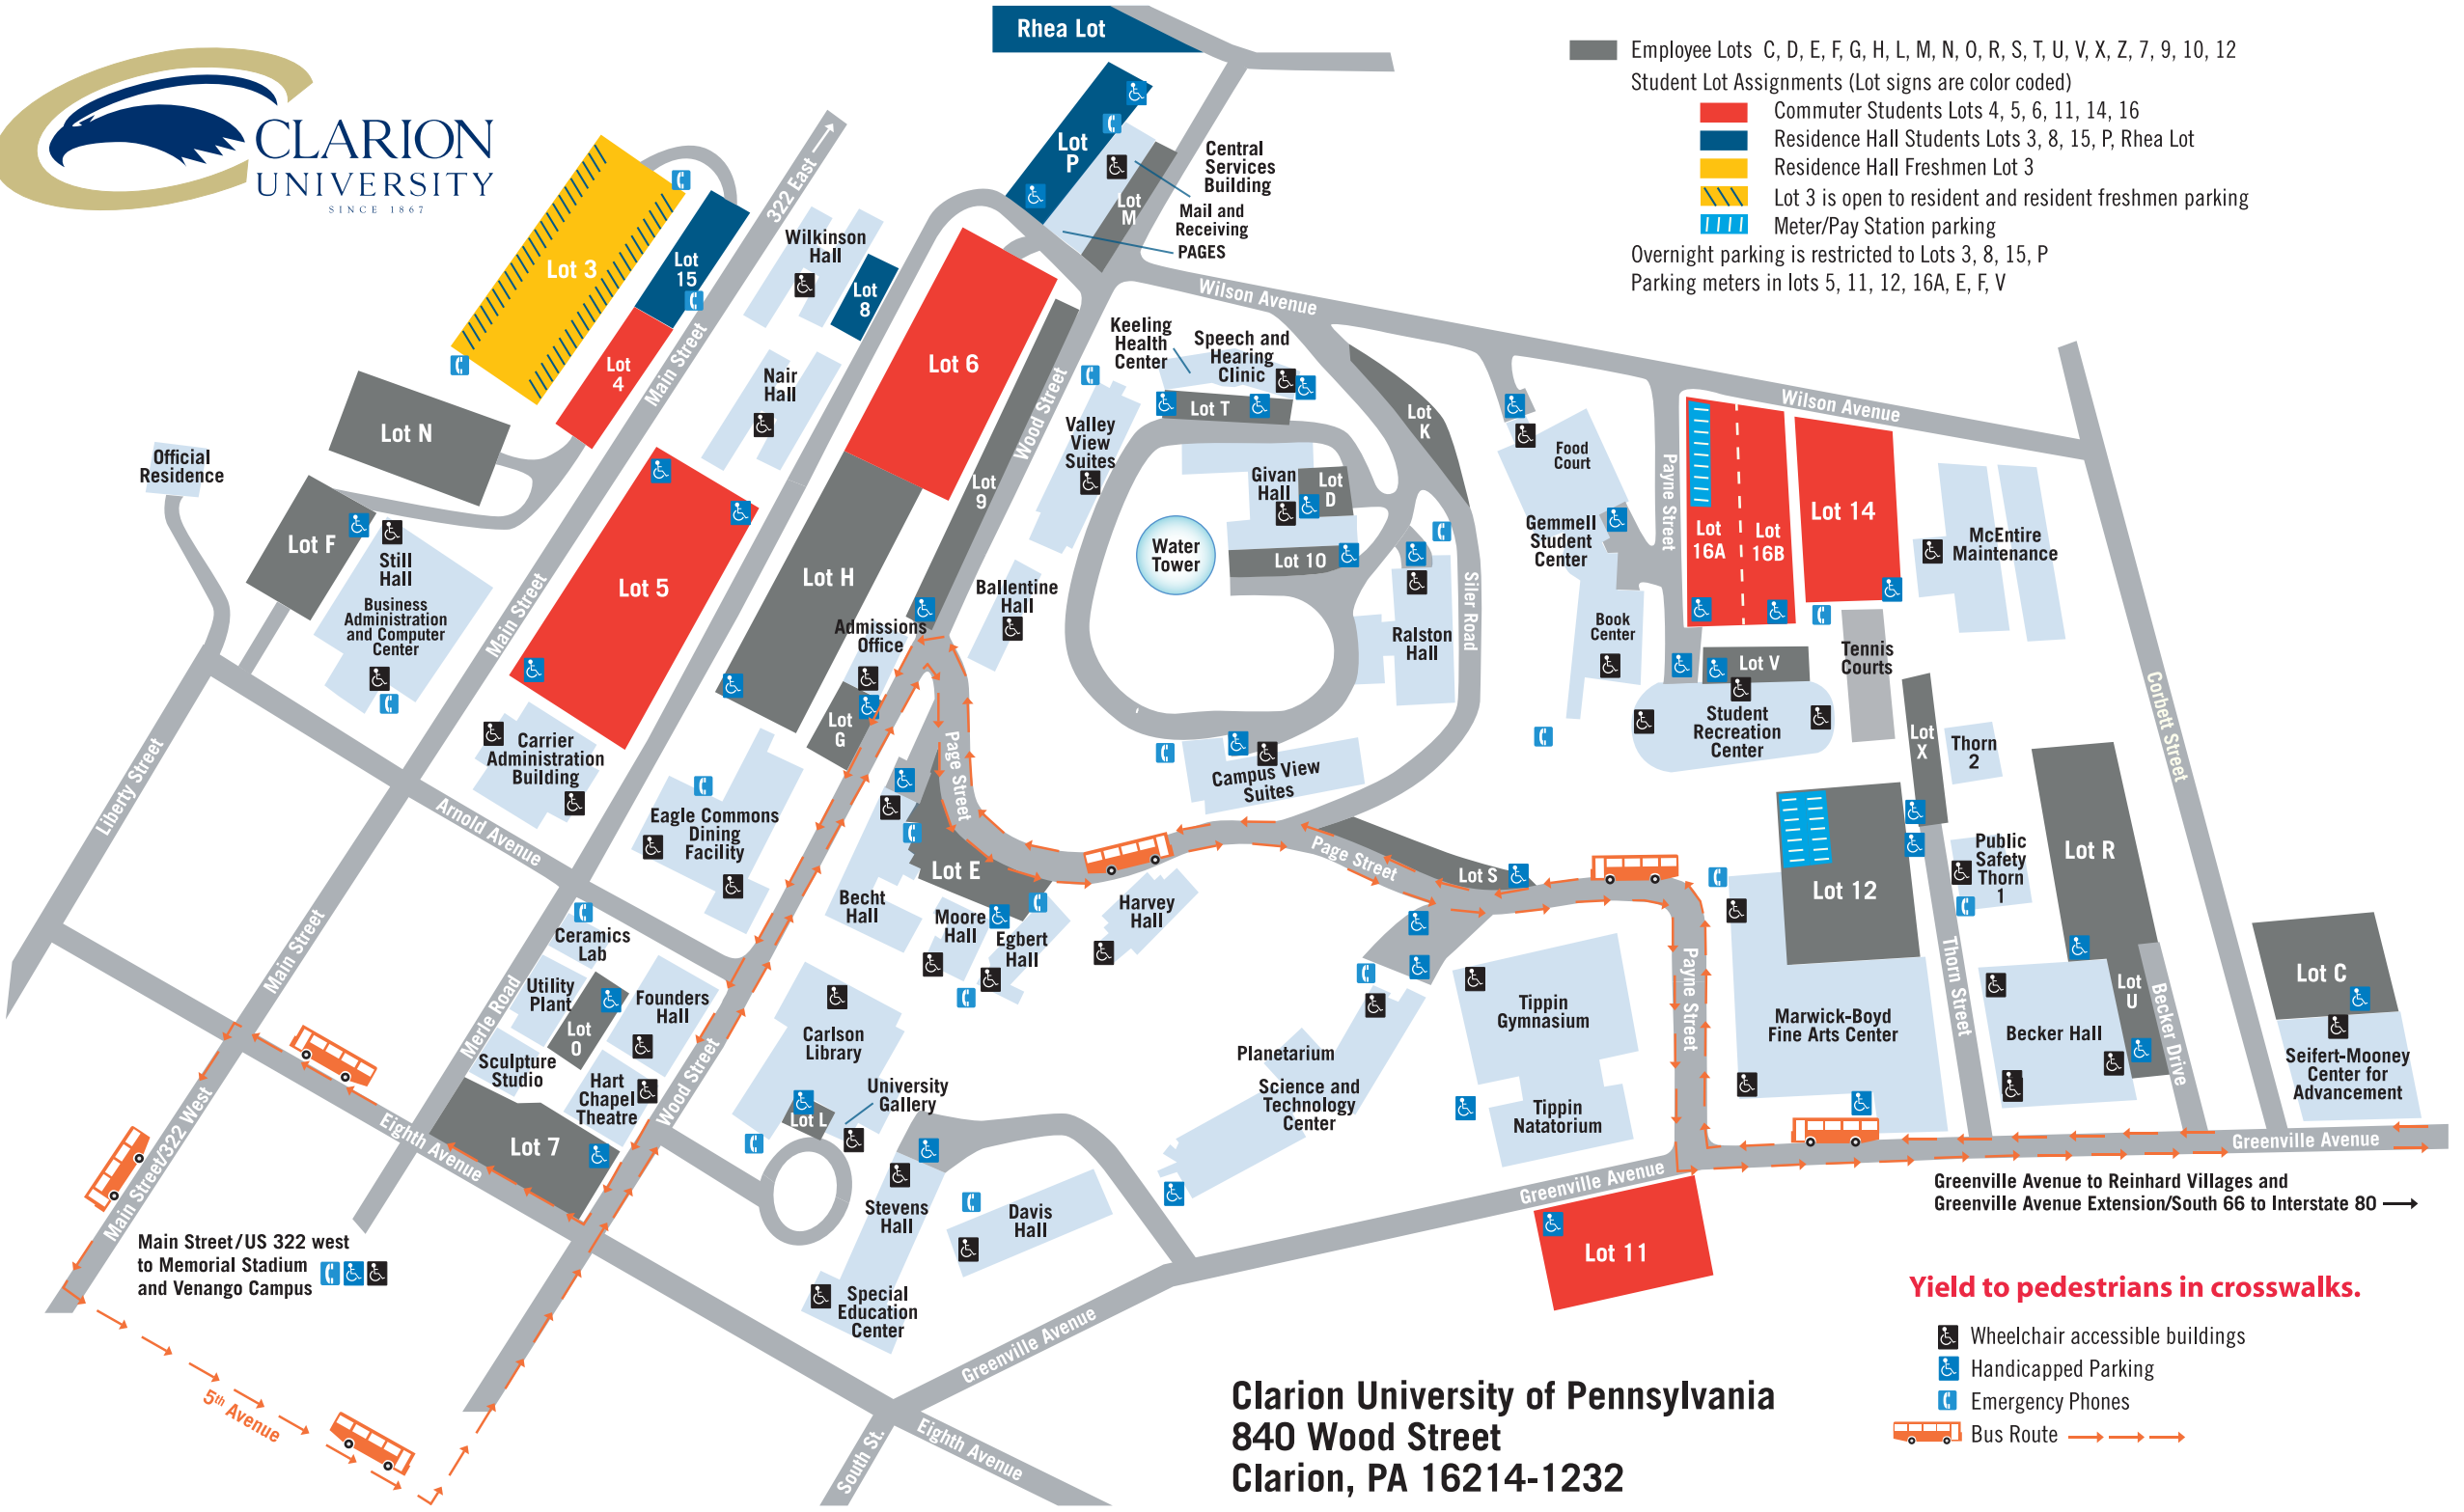 Rhea Lot
CLARION
UNIVERSITY
SINCE 1867
Employee Lots C, D, E, F, G, H, L, M, N, O, R, S, T, U, V, X, Z, 7, 9, 10, 12
Student Lot Assignments (Lot signs are color coded)
Commuter Students Lots 4, 5, 6, 11, 14, 16
Residence Hall Students Lots 3, 8, 15, P, Rhea Lot
Residence Hall Freshmen Lot 3
Lot 3 is open to resident and resident freshmen parking
Meter/Pay Station parking
Overnight parking is restricted to Lots 3, 8, 15, P
Parking meters in lots 5, 11, 12, 16A, E, F, V
Lot
P
Central
Services
Building
Mail and
Receiving
PAGES
Lot
M
322 East
Wilkinson
Hall
Lot 3
Lot
15
Lot
8
Lot
4
Main Street
Nair
Hall
Lot 6
Wood Street
Lot
9
Wilson Avenue
Keeling
Health
Center
Speech and
Hearing
Clinic
Lot T
Lot
K
Valley
View
Suites
Givan
Hall
Lot
D
Water
Tower
Lot 10
Food
Court
Gemmell
Student
Center
Book
Center
Payne Street
Lot
16A
Lot
16B
Lot 14
Wilson Avenue
McEntire
Maintenance
Lot N
Official
Residence
Lot F
Still
Hall
Business
Administration
and Computer
Center
Main Street
Lot 5
Lot H
Admissions
Office
Ballentine
Hall
Ralston
Hall
Siler Road
Lot V
Tennis
Courts
Student
Recreation
Center
Lot
X
Thorn
2
Corbett Street
Liberty Street
Carrier
Administration
Building
Lot
G
Page Street
Campus View
Suites
Arnold Avenue
Eagle Commons
Dining
Facility
Lot E
Becht
Hall
Moore
Hall
Egbert
Hall
Harvey
Hall
Page Street
Lot S
Lot 12
Public
Safety
Thorn
1
Lot R
Main Street
Ceramics
Lab
Utility
Plant
Lot
O
Founders
Hall
Merle Road
Sculpture
Studio
Hart
Chapel
Theatre
Wood Street
Carlson
Library
University
Gallery
Lot L
Planetarium
Science and
Technology
Center
Tippin
Gymnasium
Tippin
Natatorium
Payne Street
Marwick-Boyd
Fine Arts Center
Thorn Street
Becker Hall
Lot
U
Becker Drive
Lot C
Seifert-Mooney
Center for
Advancement
Main Street/322 West
Eighth Avenue
Lot 7
Stevens
Hall
Davis
Hall
Special
Education
Center
Greenville Avenue
Greenville Avenue
Greenville Avenue to Reinhard Villages and
Greenville Avenue Extension/South 66 to Interstate 80
Lot 11
Main Street/US 322 west
to Memorial Stadium
and Venango Campus
5th Avenue
Greenville Avenue
South St.
Eighth Avenue
Clarion University of Pennsylvania
840 Wood Street
Clarion, PA 16214-1232
Yield to pedestrians in crosswalks.
Wheelchair accessible buildings
Handicapped Parking
Emergency Phones
Bus Route